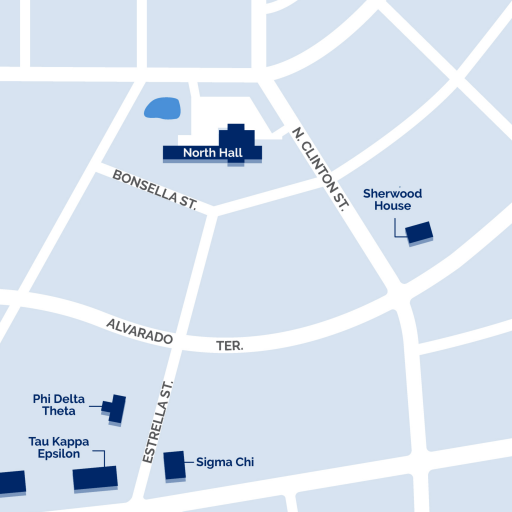 North Hall
N. CLINTON ST.
BONSELLA ST.
Sherwood
House
ALVARADO TER.
Phi Delta
Theta
ESTRELLA ST.
Tau Kappa
Epsilon
Sigma Chi